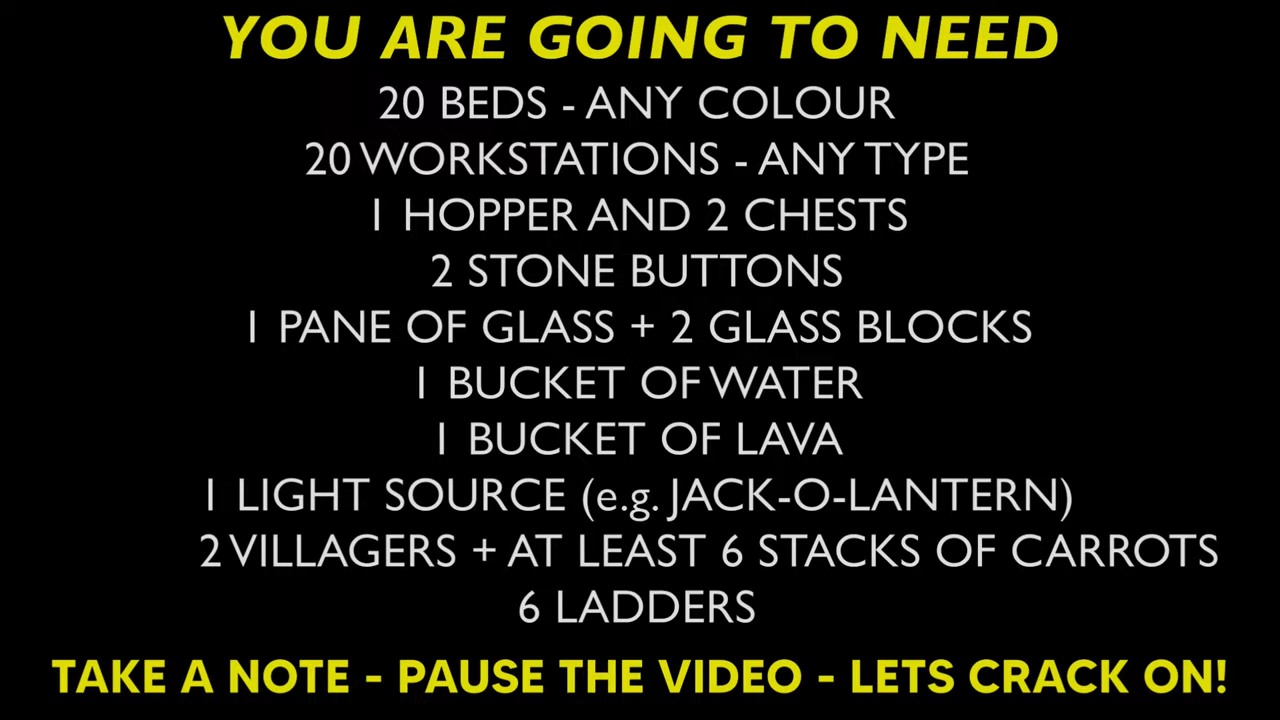 YOU ARE GOING TO NEED
20 BEDS - ANY COLOUR
20 WORKSTATIONS - ANY TYPE
1 HOPPER AND 2 CHESTS
2 STONE BUTTONS
1 PANE OF GLASS + 2 GLASS BLOCKS
1 BUCKET OF WATER
1 BUCKET OF LAVA
1 LIGHT SOURCE (e.g. JACK-O-LANTERN)
2 VILLAGERS + AT LEAST 6 STACKS OF CARROTS
6 LADDERS
TAKE A NOTE - PAUSE THE VIDEO - LETS CRACK ON!